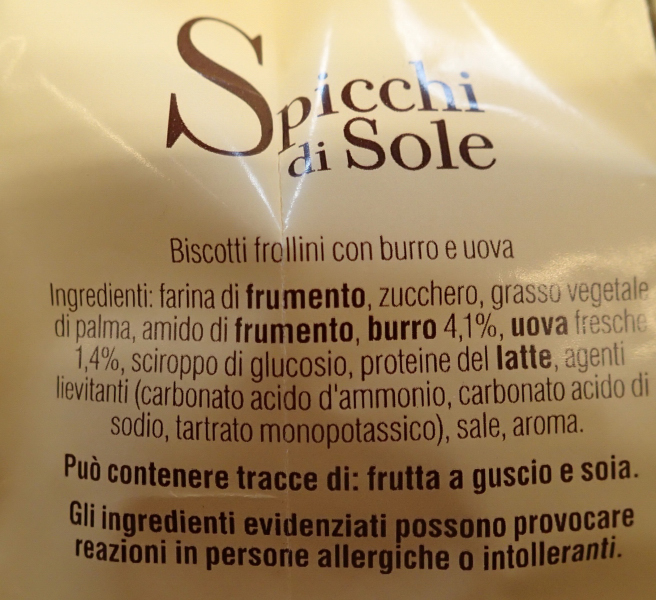 Spicchi
di Sole
Biscotti frollini con burro e uova
Ingredienti: farina di frumento, zucchero, grasso vegetale
di palma, amido di frumento, burro 4,1%, uova fresche
1,4%, sciroppo di glucosio, proteine del latte, agenti
lievitanti (carbonato acido d'ammonio, carbonato acido di
sodio, tartrato monopotassico), sale, aroma.
Può contenere tracce di: frutta a guscio e soia.
Gli ingredienti evidenziati possono provocare
reazioni in persone allergiche o intolleranti.